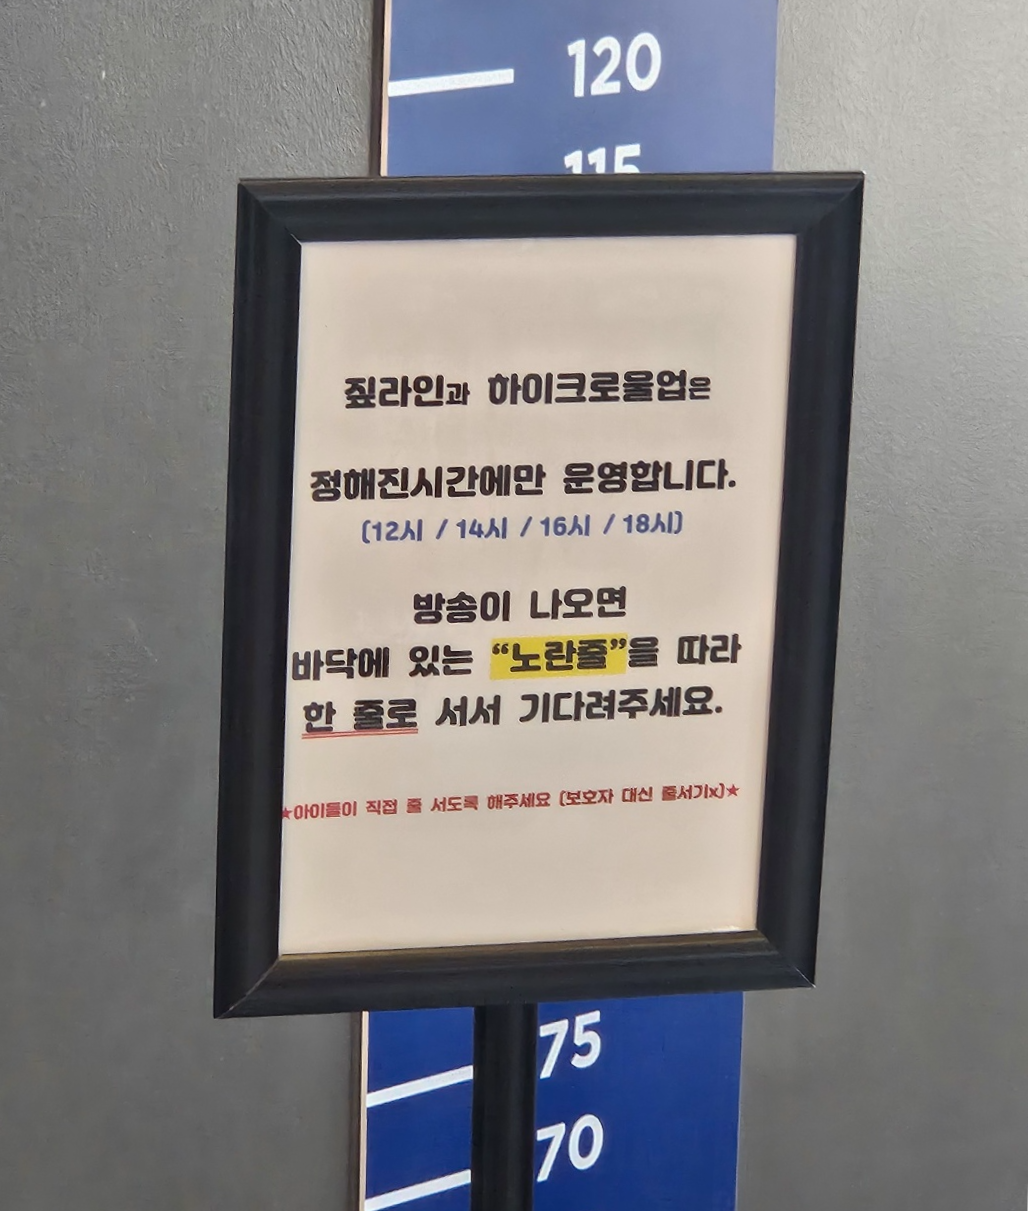 120
115
짚라인과 하이크로울업은
정해진시간에만 운영합니다.
(12시 / 14시 / 16시 / 18시)
방송이 나오면
바닥에 있는 “노란줄”을 따라
한 줄로 서서 기다려주세요.
★아이들이 직접 줄 서도록 해주세요 (보호자 대신 줄서기x)★
75
70